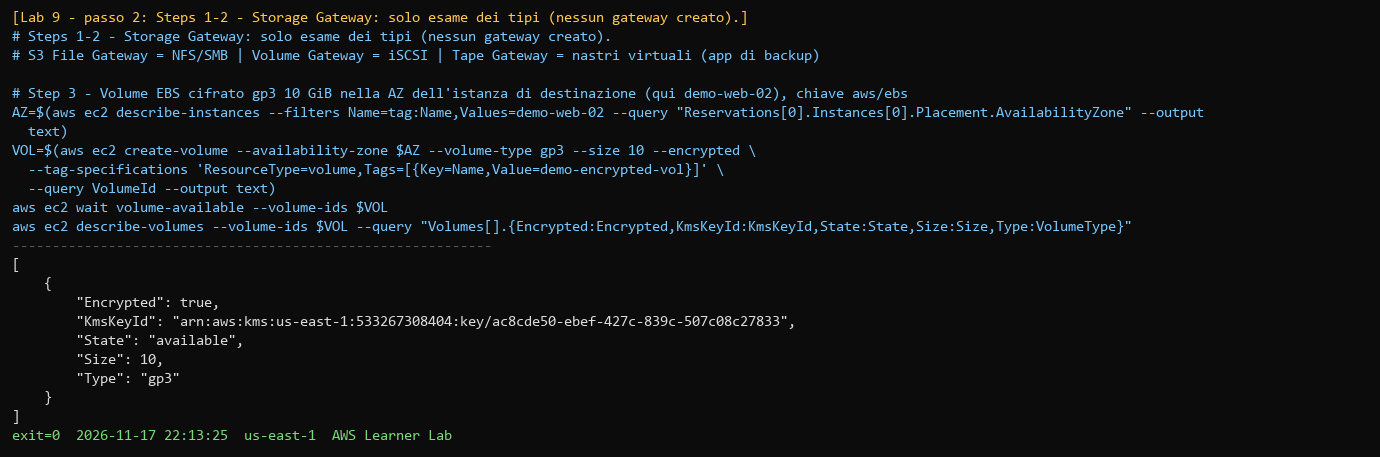 [Lab 9 - passo 2: Steps 1-2 - Storage Gateway: solo esame dei tipi (nessun gateway creato).]
# Steps 1-2 - Storage Gateway: solo esame dei tipi (nessun gateway creato).
# S3 File Gateway = NFS/SMB | Volume Gateway = iSCSI | Tape Gateway = nastri virtuali (app di backup)

# Step 3 - Volume EBS cifrato gp3 10 GiB nella AZ dell'istanza di destinazione (qui demo-web-02), chiave aws/ebs
AZ=$(aws ec2 describe-instances --filters Name=tag:Name,Values=demo-web-02 --query "Reservations[0].Instances[0].Placement.AvailabilityZone" --output
  text)
VOL=$(aws ec2 create-volume --availability-zone $AZ --volume-type gp3 --size 10 --encrypted \
  --tag-specifications 'ResourceType=volume,Tags=[{Key=Name,Value=demo-encrypted-vol}]' \
  --query VolumeId --output text)
aws ec2 wait volume-available --volume-ids $VOL
aws ec2 describe-volumes --volume-ids $VOL --query "Volumes[].{Encrypted:Encrypted,KmsKeyId:KmsKeyId,State:State,Size:Size,Type:VolumeType}"
------------------------------------------------------------
[
    {
        "Encrypted": true,
        "KmsKeyId": "arn:aws:kms:us-east-1:533267308404:key/ac8cde50-ebef-427c-839c-507c08c27833",
        "State": "available",
        "Size": 10,
        "Type": "gp3"
    }
]
exit=0  2026-11-17 22:13:25  us-east-1  AWS Learner Lab